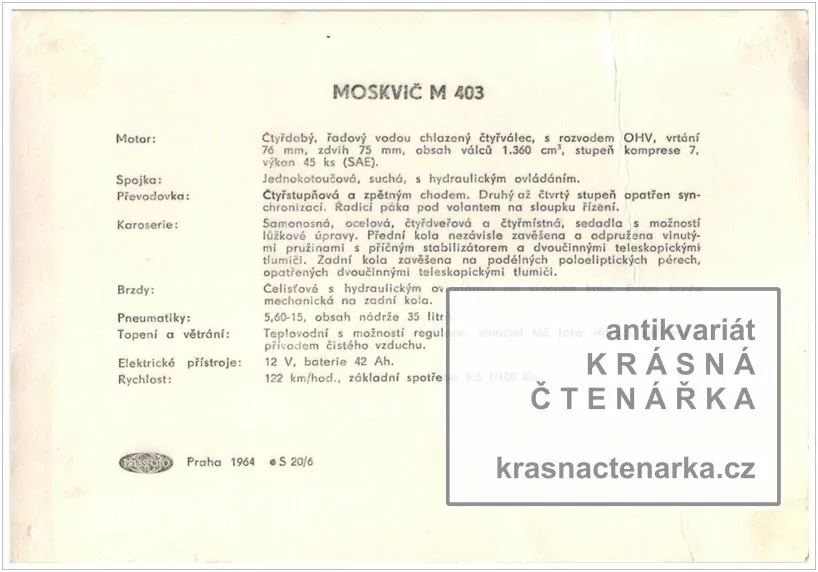 MOSKVIČ M 403
Motor: Čtyřdobý, řadový vodou chlazený čtyřválec, s rozvodem OHV, vrtání
76 mm, zdvih 75 mm, obsah válců 1.360 cm³, stupeň komprese 7,
výkon 45 ks (SAE).
Spojka: Jednokotoučová, suchá, s hydraulickým ovládáním.
Převodovka: Čtyřstupňová a zpětným chodem. Druhý až čtvrtý stupeň opatřen syn-
chronizací. Řadicí páka pod volantem na sloupku řízení.
Karoserie: Samonosná, ocelová, čtyřdveřová a čtyřmístná, sedadla s možností
lůžkové úpravy. Přední kola nezávisle zavěšena a odpružena vinutý-
mi pružinami s příčným stabilizátorem a dvoučinnými teleskopickými
tlumiči. Zadní kola zavěšena na podélných poloeliptických pérech,
opatřených dvoučinnými teleskopickými tlumiči.
Brzdy: Čelisťové s hydraulickým
mechanická na zadní kola.
Pneumatiky: 5,60-15, obsah nádrže 35
Topení a větrání: Teplovodní s možností
přívodem čistého vzduchu.
Elektrické přístroje: 12 V, baterie 42 Ah.
Rychlost: 122 km/hod., základní
antikvariát
KRÁSNÁ
ČTENÁŘKA
krasnactenarka.cz
PRESSFOTO Praha 1964 S 20/6